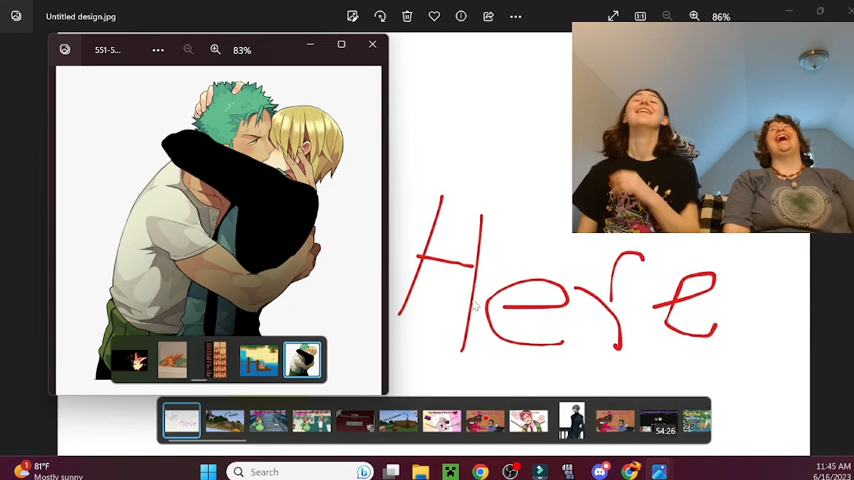 Untitled design.jpg
86%
551-5...
83%
Here
54:26
81°F
Mostly sunny
Search
11:45 AM
6/16/2023